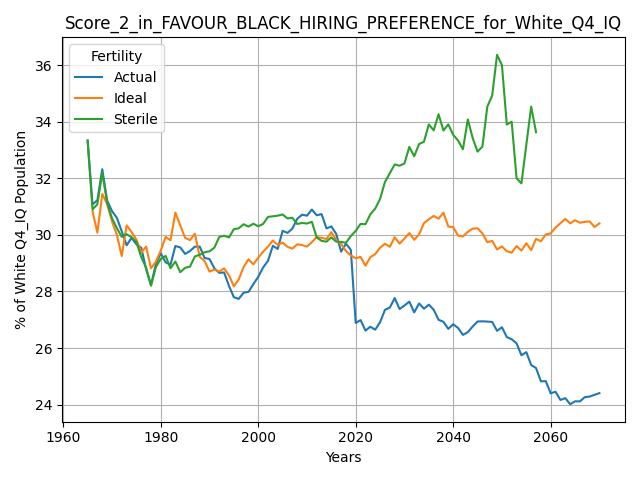 Score_2_in_FAVOUR_BLACK_HIRING_PREFERENCE_for_White_Q4_IQ
Fertility
Actual
Ideal
Sterile
% of White Q4_IQ Population
36
34
32
30
28
26
24
1960
1980
2000
2020
2040
2060
Years